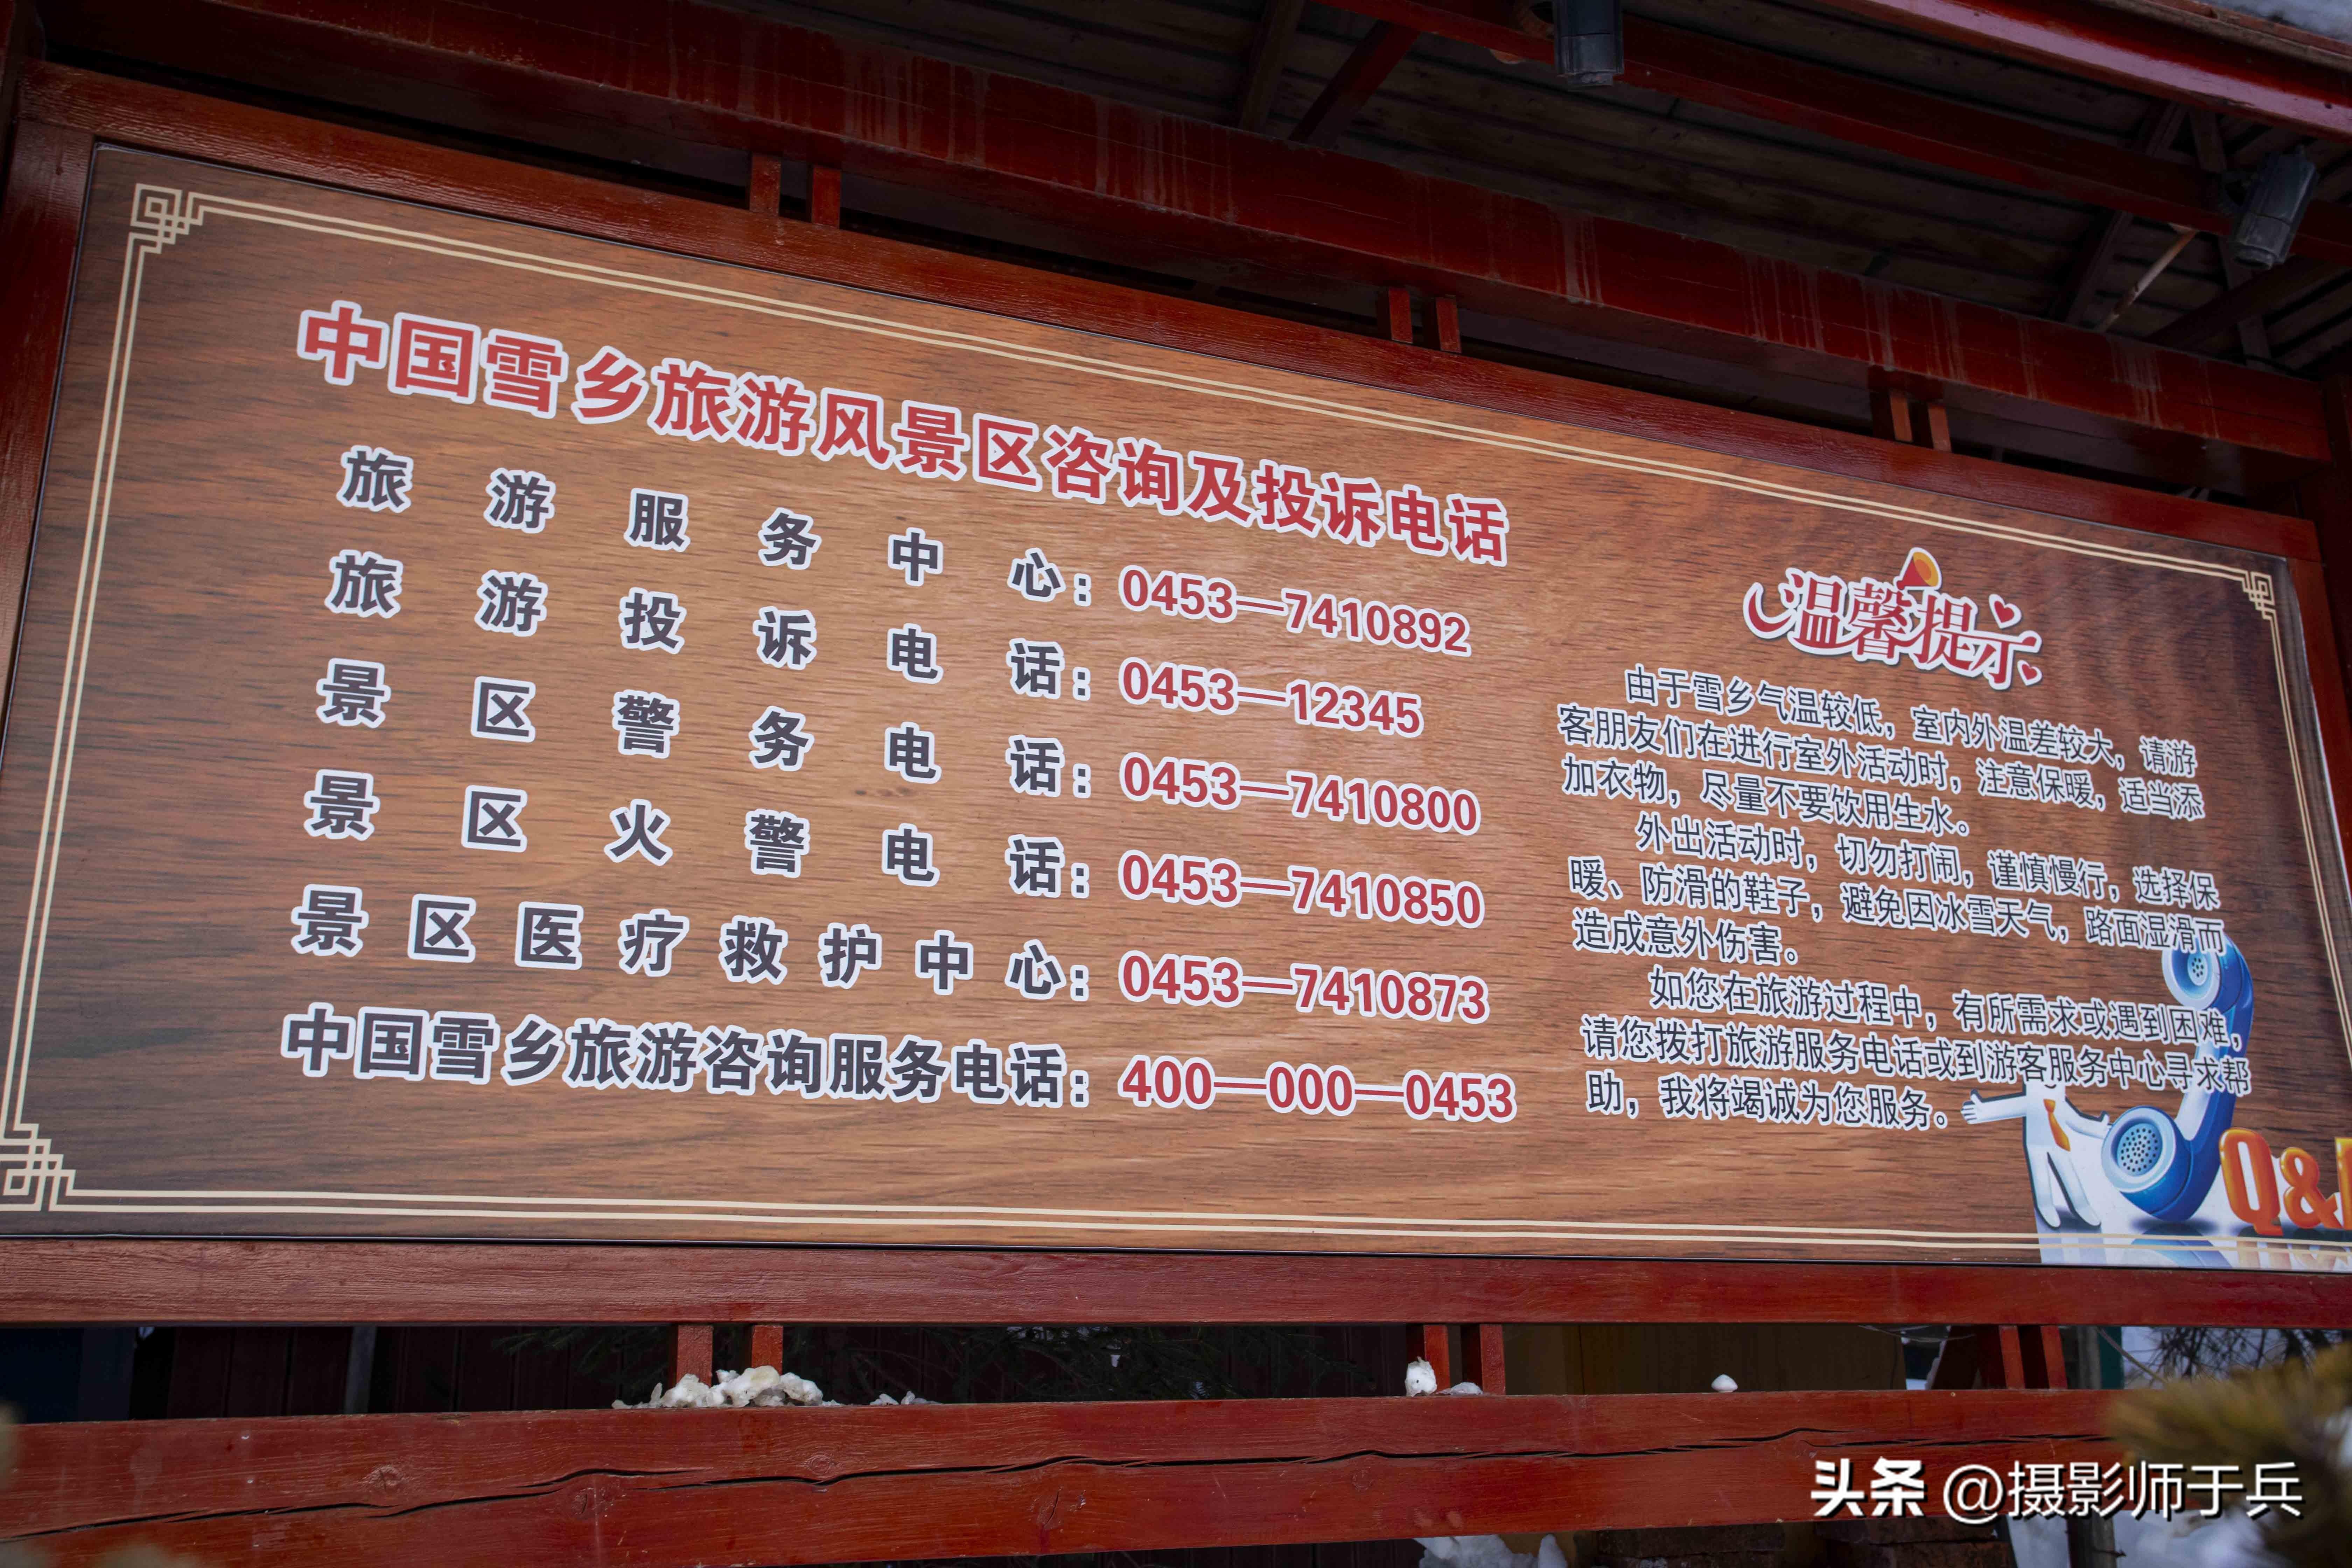 中国雪乡旅游风景区咨询及投诉电话
旅游服务中心：0453—7410892
旅游投诉电话：0453—12345
景区警务电话：0453—7410800
景区火警电话：0453—7410850
景区医疗救护中心：0453—7410873
中国雪乡旅游咨询服务电话：400—000—0453
温馨提示
由于雪乡气温较低，室内外温差较大，请游
客朋友们在进行室外活动时，注意保暖，适当添
加衣物，尽量不要饮用生水。
外出活动时，切勿打闹，谨慎慢行，选择保
暖、防滑的鞋子，避免因冰雪天气，路面湿滑而
造成意外伤害。
如您在旅游过程中，有所需求或遇到困难，
请您拨打旅游服务电话或到游客服务中心寻求帮
助，我将竭诚为您服务。
Q&
头条 @摄影师于兵